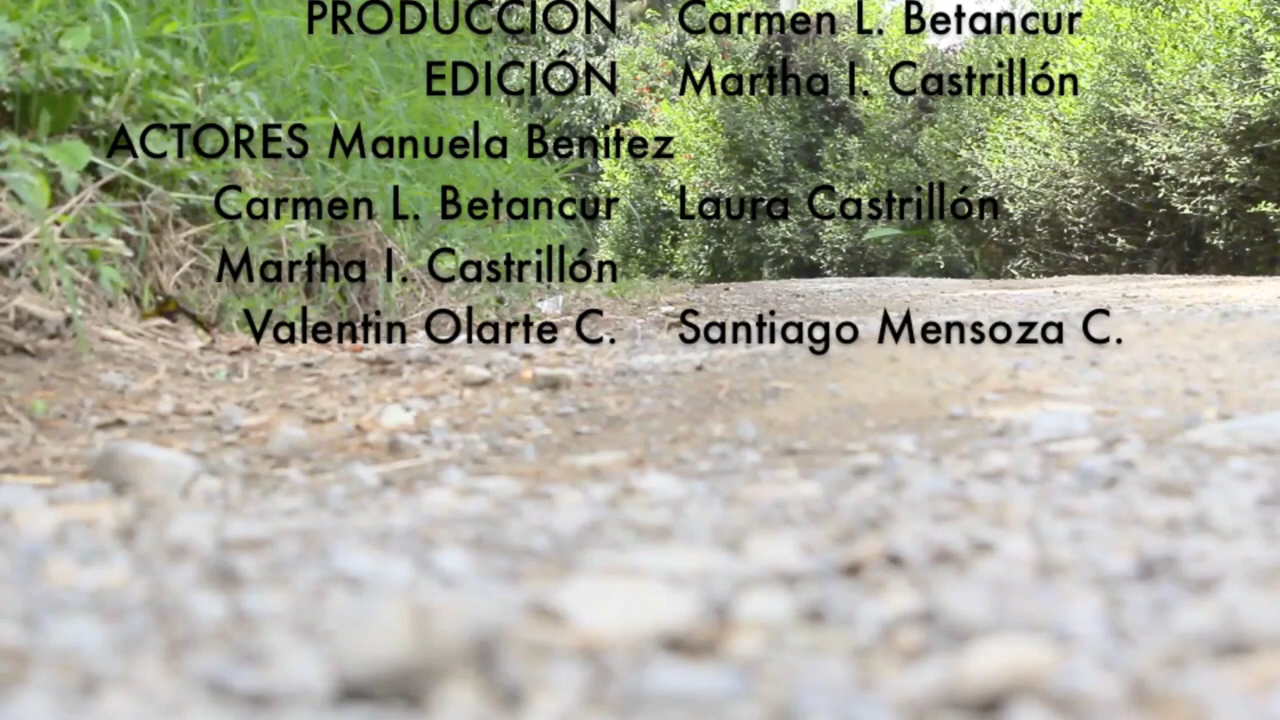 PRODUCCIÓN Carmen L. Betancur
EDICIÓN Martha I. Castrillón
ACTORES Manuela Benitez
Carmen L. Betancur Laura Castrillón
Martha I. Castrillón
Valentin Olarte C. Santiago Mensoza C.